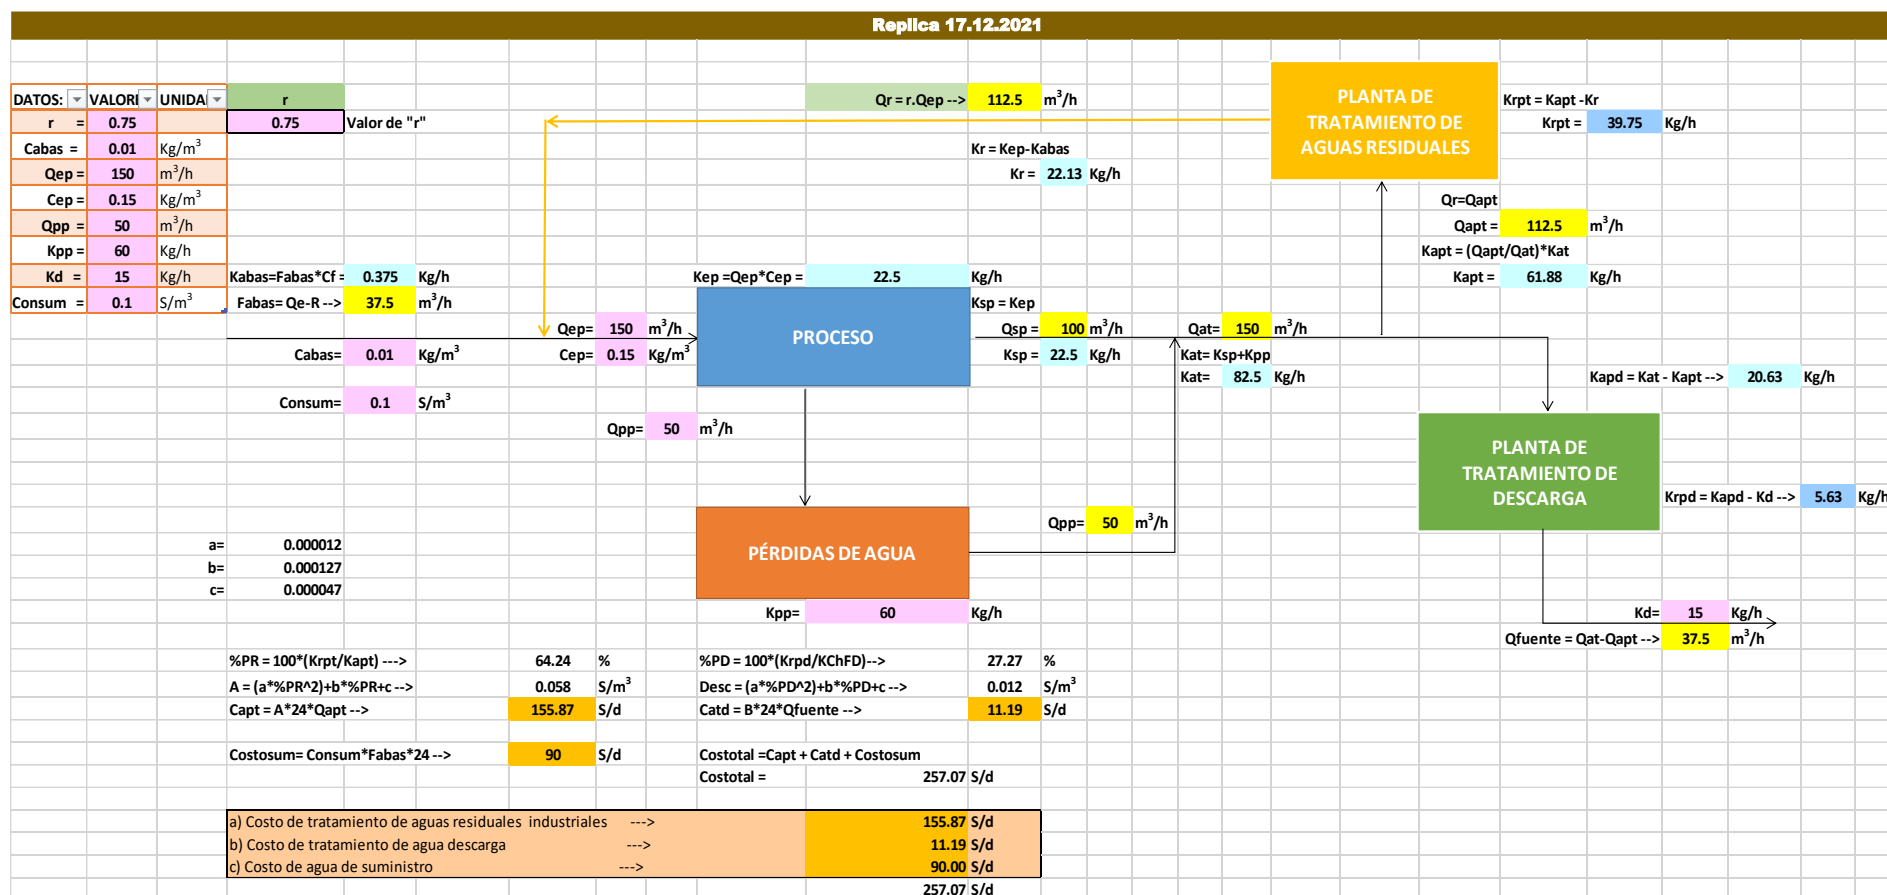 Replica 17.12.2021
DATOS: VALORI UNIDA r
Qr = r.Qep --> 112.5 m³/h
PLANTA DE
TRATAMIENTO DE
AGUAS RESIDUALES
Krpt = Kapt -Kr
r = 0.75 0.75 Valor de "r"
Krpt = 39.75 Kg/h
Cabas = 0.01 Kg/m³
Kr = Kep-Kabas
Qep = 150 m³/h
Kr = 22.13 Kg/h
Cep = 0.15 Kg/m³
Qr=Qapt
Qpp = 50 m³/h
Qapt = 112.5 m³/h
Kpp = 60 Kg/h
Kapt = (Qapt/Qat)*Kat
Kd = 15 Kg/h
Kabas=Fabas*Cf = 0.375 Kg/h
Kep =Qep*Cep = 22.5 Kg/h
Kapt = 61.88 Kg/h
Consum = 0.1 S/m³
Fabas= Qe-R --> 37.5 m³/h
Ksp = Kep
Qep= 150 m³/h
PROCESO
Qsp = 100 m³/h
Qat= 150 m³/h
Cabas= 0.01 Kg/m³
Cep= 0.15 Kg/m³
Ksp = 22.5 Kg/h
Kat= Ksp+Kpp
Kat= 82.5 Kg/h
Kapd = Kat - Kapt --> 20.63 Kg/h
Consum= 0.1 S/m³
Qpp= 50 m³/h
PLANTA DE
TRATAMIENTO DE
DESCARGA
Krpd = Kapd - Kd --> 5.63 Kg/h
Qpp= 50 m³/h
a= 0.000012
PÉRDIDAS DE AGUA
b= 0.000127
c= 0.000047
Kpp= 60 Kg/h
Kd= 15 Kg/h
Qfuente = Qat-Qapt --> 37.5 m³/h
%PR = 100*(Krpt/Kapt) ---> 64.24 %
%PD = 100*(Krpd/KChFD)--> 27.27 %
A = (a*%PR^2)+b*%PR+c --> 0.058 S/m³
Desc = (a*%PD^2)+b*%PD+c --> 0.012 S/m³
Capt = A*24*Qapt --> 155.87 S/d
Catd = B*24*Qfuente --> 11.19 S/d
Costosum= Consum*Fabas*24 --> 90 S/d
Costotal =Capt + Catd + Costosum
Costotal = 257.07 S/d
a) Costo de tratamiento de aguas residuales industriales ---> 155.87 S/d
b) Costo de tratamiento de agua descarga ---> 11.19 S/d
c) Costo de agua de suministro ---> 90.00 S/d
257.07 S/d